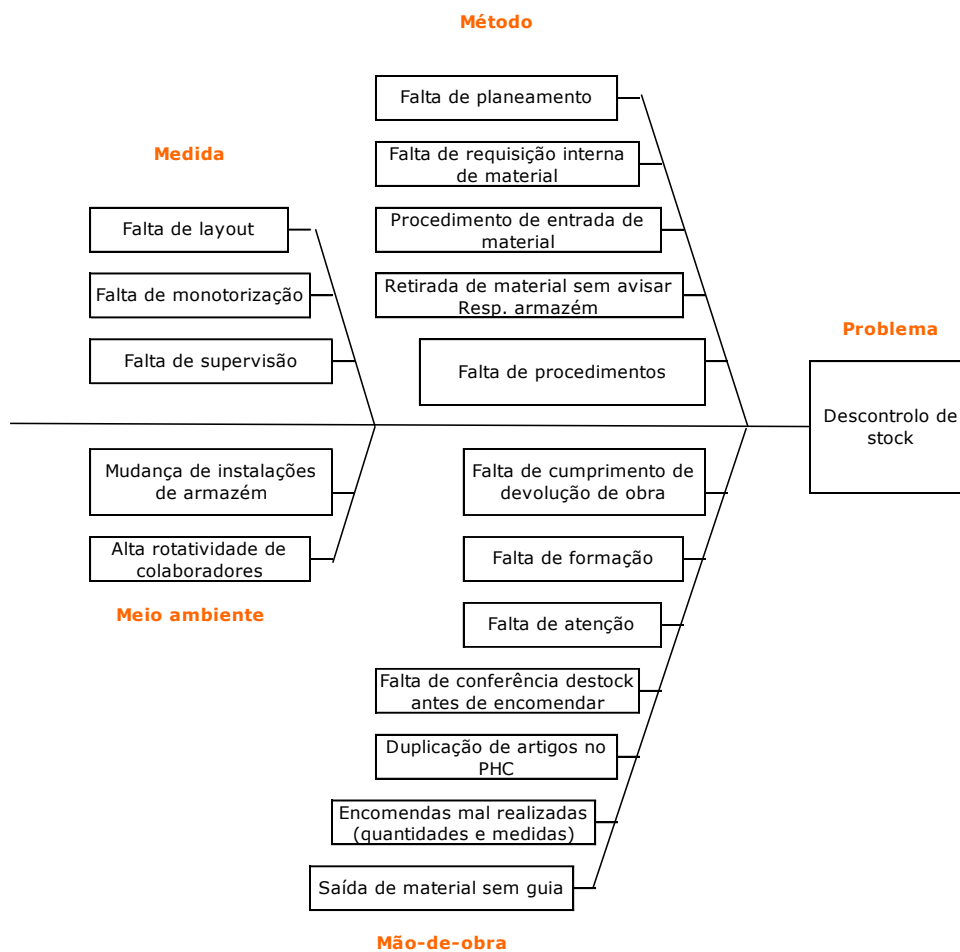 Método
Falta de planeamento
Falta de requisição interna
de material
Procedimento de entrada de
material
Retirada de material sem avisar
Resp. armazém
Falta de procedimentos
Medida
Falta de layout
Falta de monotorização
Falta de supervisão
Problema
Descontrolo de
stock
Mudança de instalações
de armazém
Alta rotatividade de
colaboradores
Meio ambiente
Falta de cumprimento de
devolução de obra
Falta de formação
Falta de atenção
Falta de conferência destock
antes de encomendar
Duplicação de artigos no
PHC
Encomendas mal realizadas
(quantidades e medidas)
Saída de material sem guia
Mão-de-obra